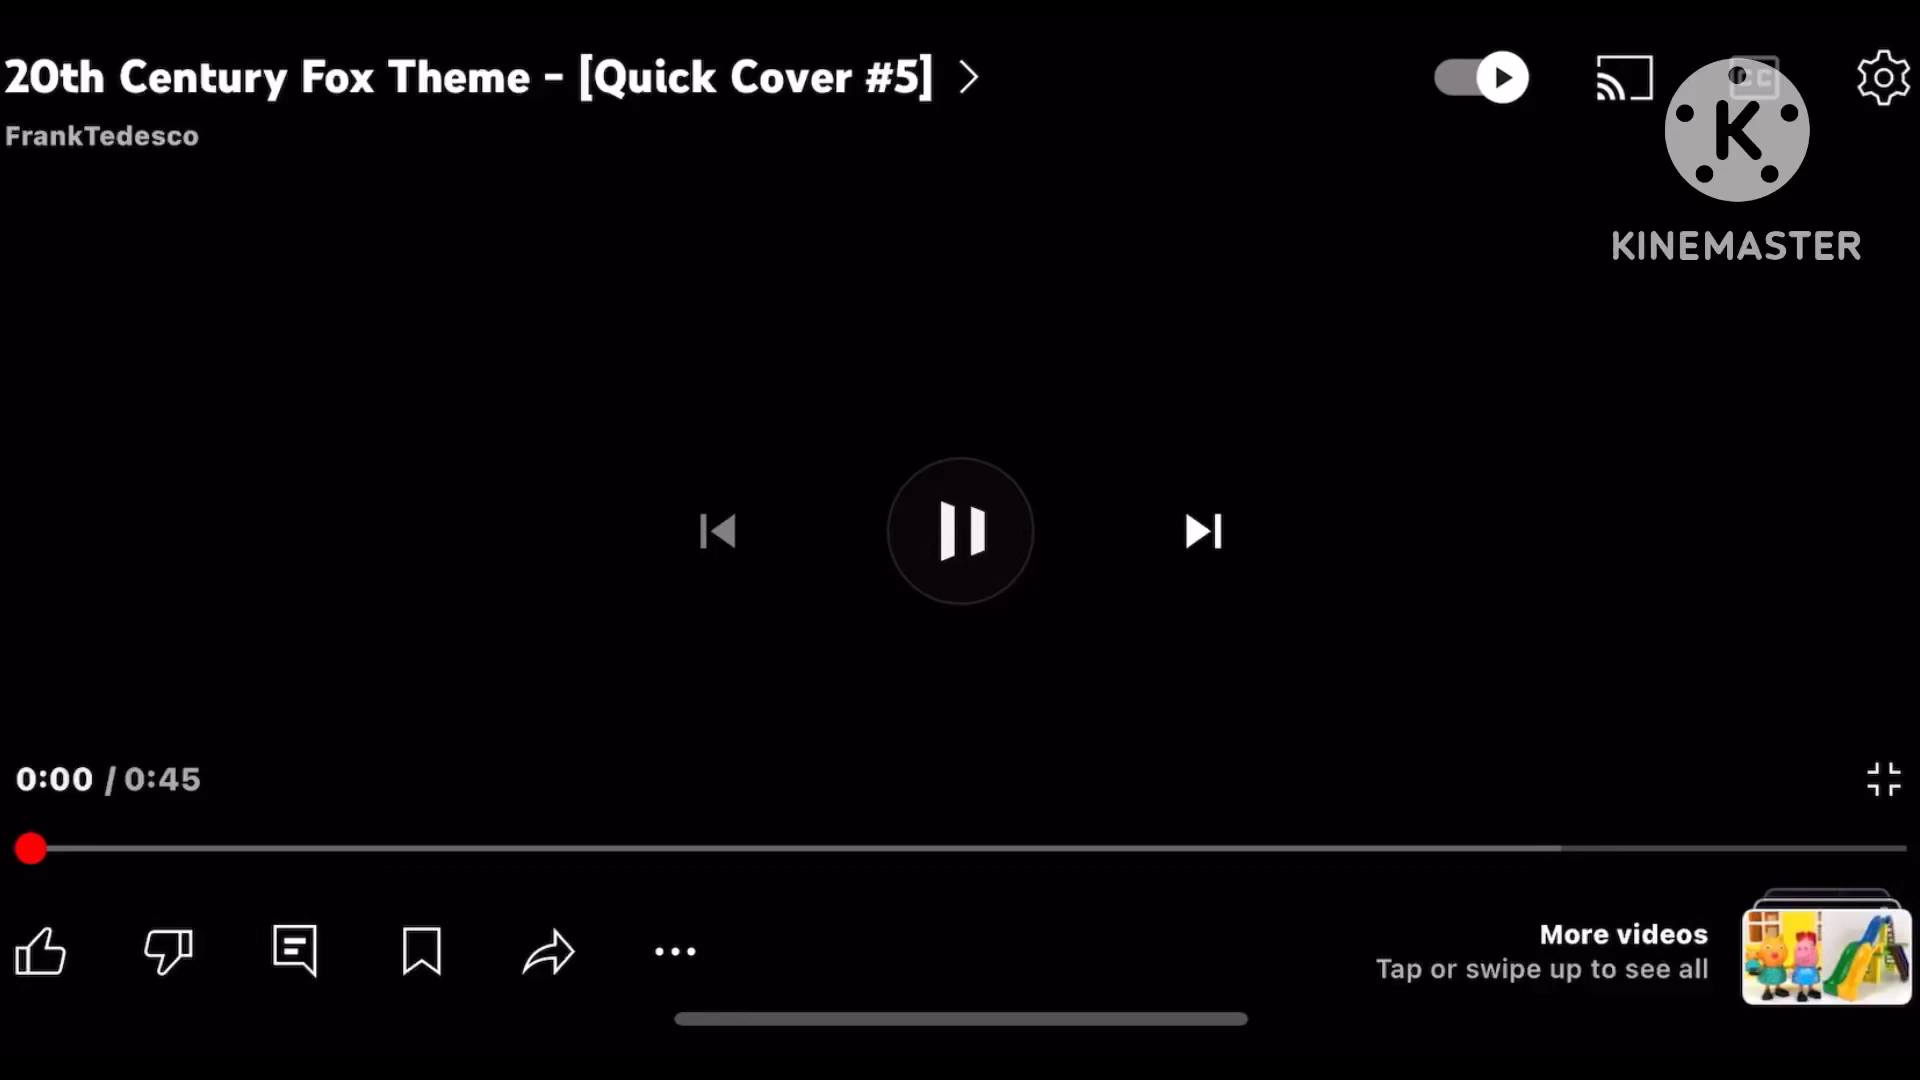 20th Century Fox Theme - [Quick Cover #5]
FrankTedesco
CC
K
KINEMASTER
0:00 / 0:45
More videos
Tap or swipe up to see all